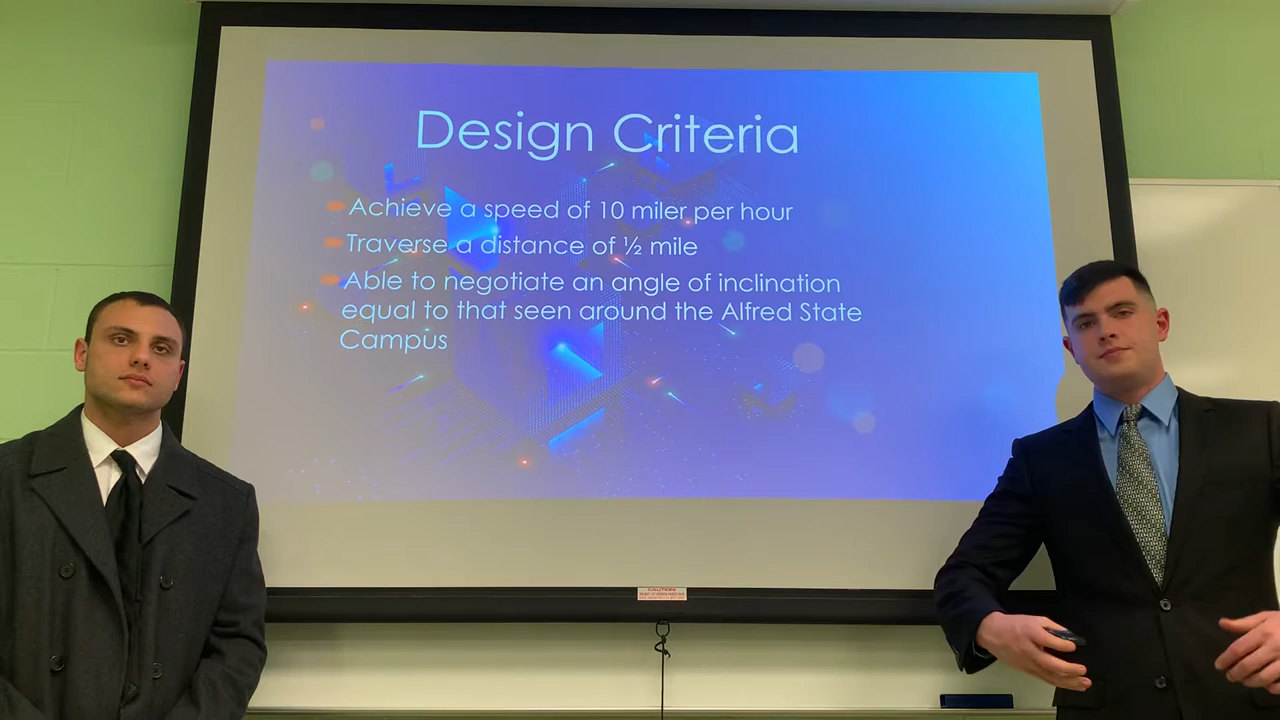 Design Criteria
Achieve a speed of 10 miler per hour
Traverse a distance of ½ mile
Able to negotiate an angle of inclination
equal to that seen around the Alfred State
Campus
CAUTION!